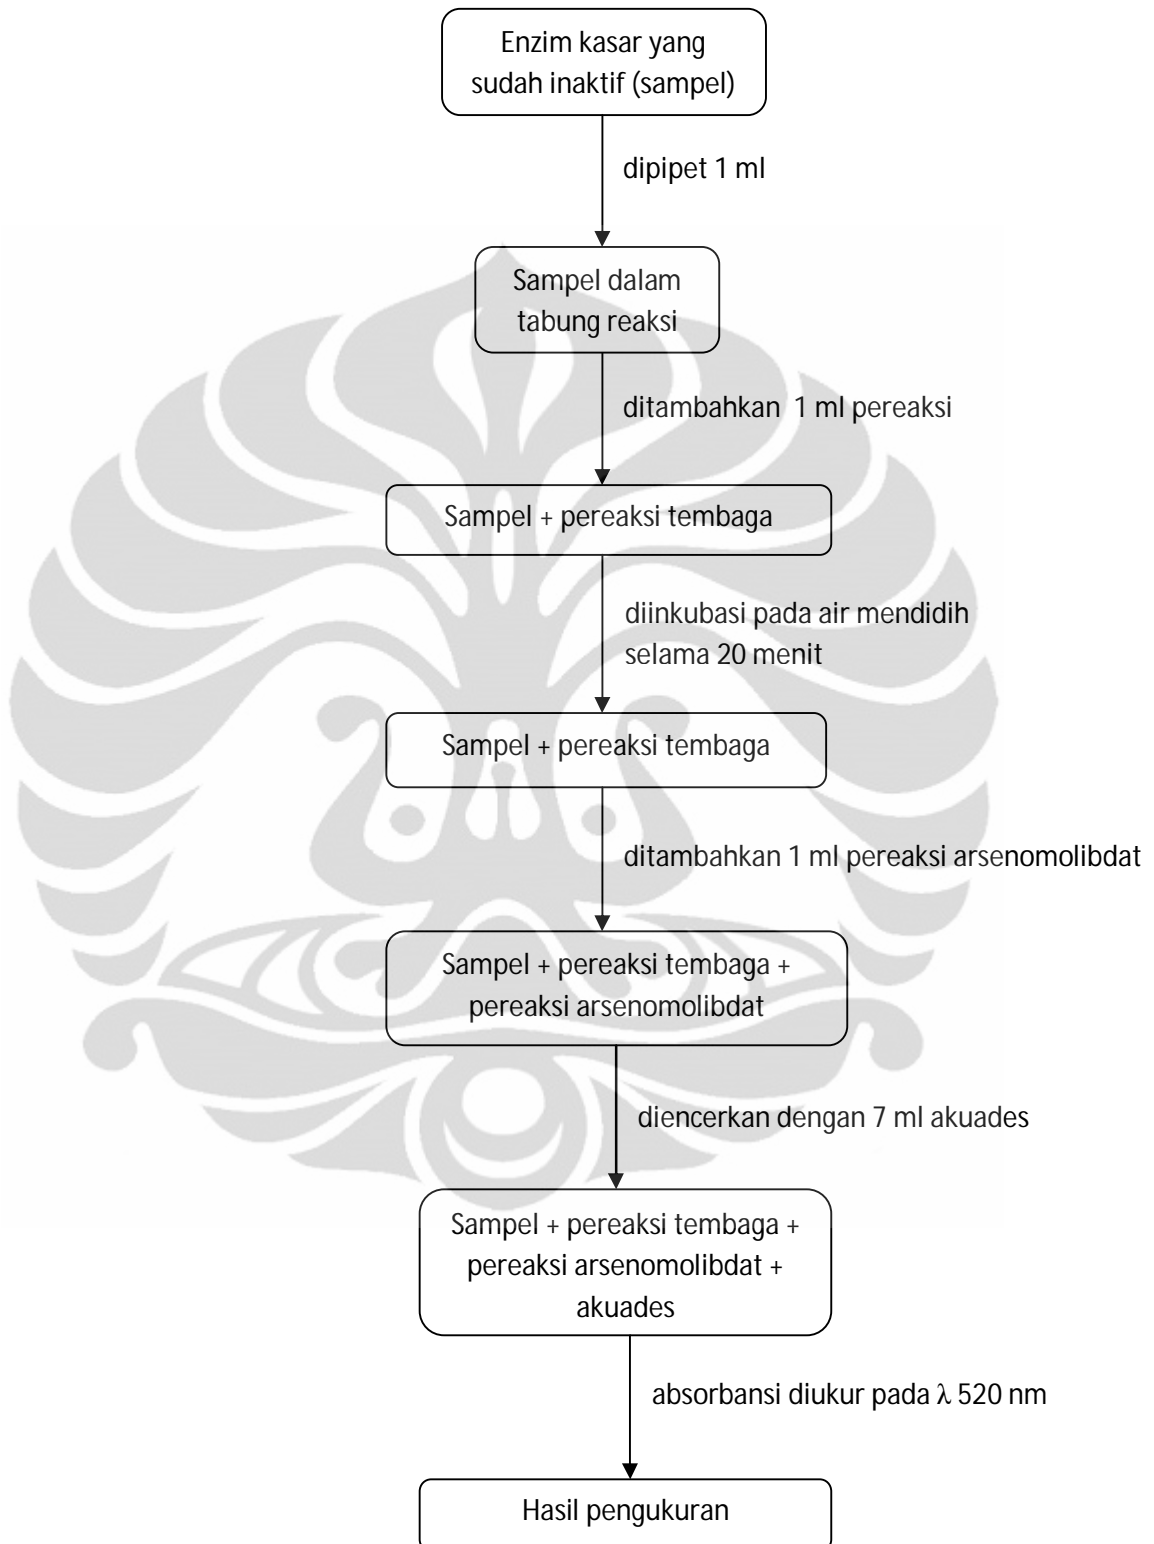 Enzim kasar yang
sudah inaktif (sampel)
dipipet 1 ml
Sampel dalam
tabung reaksi
ditambahkan  1 ml pereaksi
Sampel + pereaksi tembaga
diinkubasi pada air mendidih
selama 20 menit
Sampel + pereaksi tembaga
ditambahkan 1 ml pereaksi arsenomolibdat
Sampel + pereaksi tembaga +
pereaksi arsenomolibdat
diencerkan dengan 7 ml akuades
Sampel + pereaksi tembaga +
pereaksi arsenomolibdat +
akuades
absorbansi diukur pada λ 520 nm
Hasil pengukuran